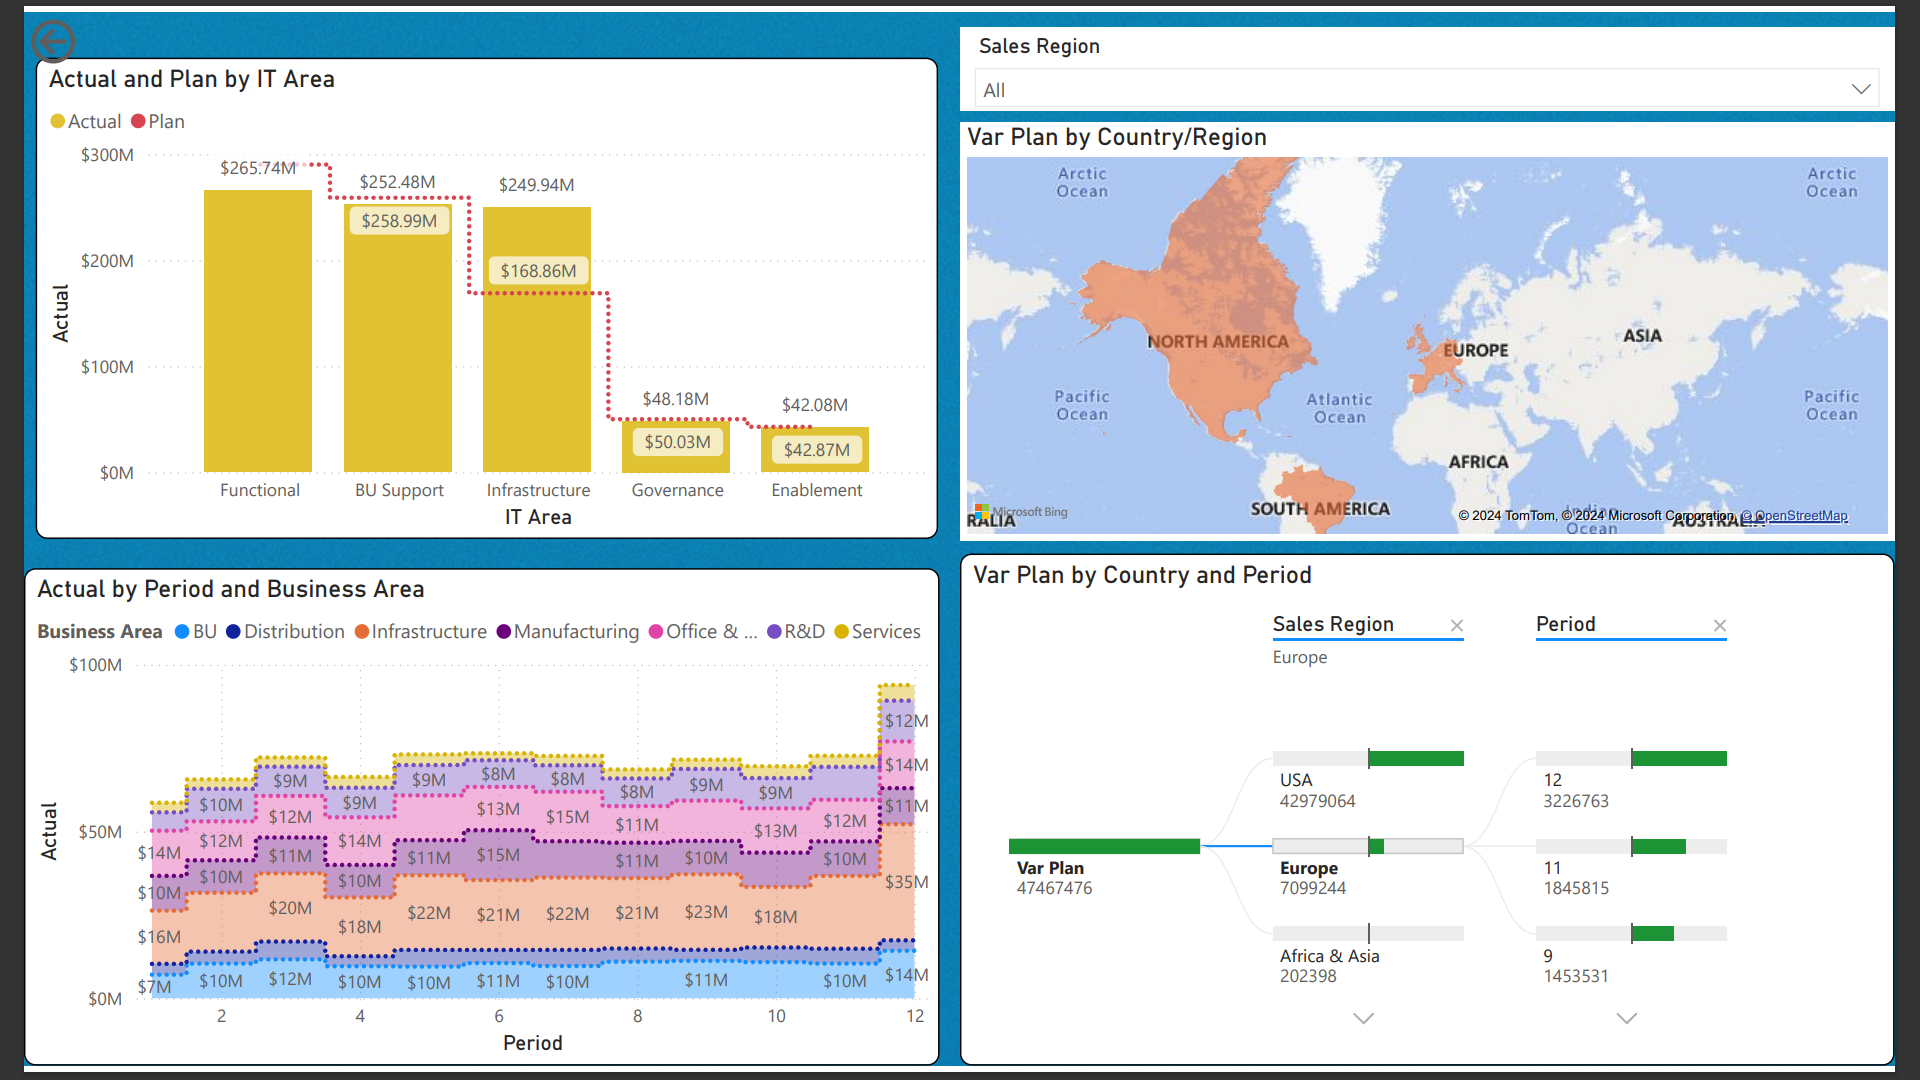 Actual and Plan by IT Area
Actual Plan
$300M
$200M
$100M
$0M
Actual
$265.74M
$252.48M
$258.99M
$249.94M
$168.86M
$48.18M
$50.03M
$42.08M
$42.87M
Functional BU Support Infrastructure Governance Enablement
IT Area
Sales Region
All
Var Plan by Country/Region
Arctic
Ocean
Arctic
Ocean
NORTH AMERICA
EUROPE
ASIA
Pacific
Ocean
Atlantic
Ocean
Pacific
Ocean
AFRICA
SOUTH AMERICA
Indian
Ocean
AUSTRALIA
RALIA
Microsoft Bing
© 2024 TomTom, © 2024 Microsoft Corporation, © OpenStreetMap
Actual by Period and Business Area
Business Area BU Distribution Infrastructure Manufacturing Office & ... R&D Services
$100M
$50M
$0M
Actual
$14M
$10M
$16M
$7M
$10M
$12M
$10M
$10M
$9M
$12M
$11M
$20M
$12M
$9M
$14M
$10M
$18M
$10M
$9M
$11M
$22M
$10M
$8M
$13M
$15M
$21M
$11M
$8M
$15M
$22M
$10M
$8M
$11M
$11M
$21M
$9M
$10M
$23M
$11M
$9M
$13M
$18M
$12M
$10M
$10M
$12M
$14M
$11M
$35M
$14M
2 4 6 8 10 12
Period
Var Plan by Country and Period
Sales Region
Europe
Period
Var Plan
47467476
USA
42979064
Europe
7099244
Africa & Asia
202398
12
3226763
11
1845815
9
1453531